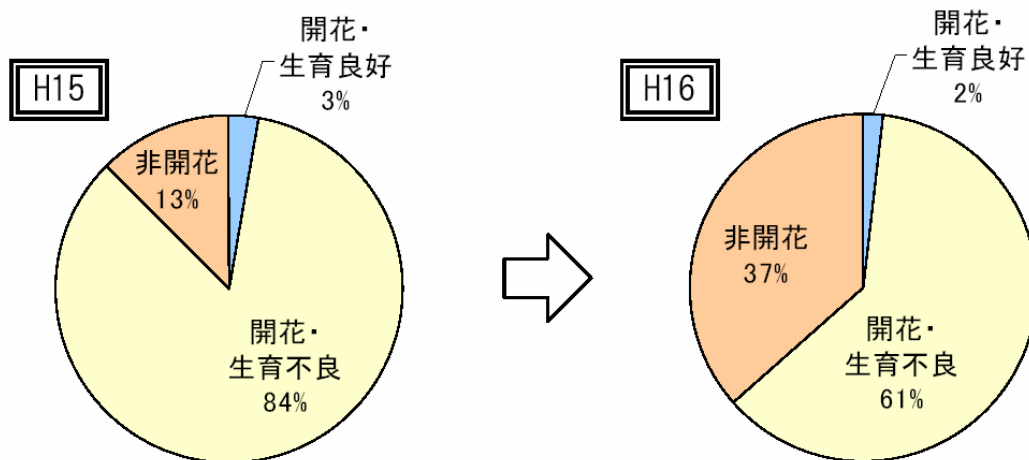 H15
開花・
生育良好
3%
非開花
13%
開花・
生育不良
84%
H16
開花・
生育良好
2%
非開花
37%
開花・
生育不良
61%